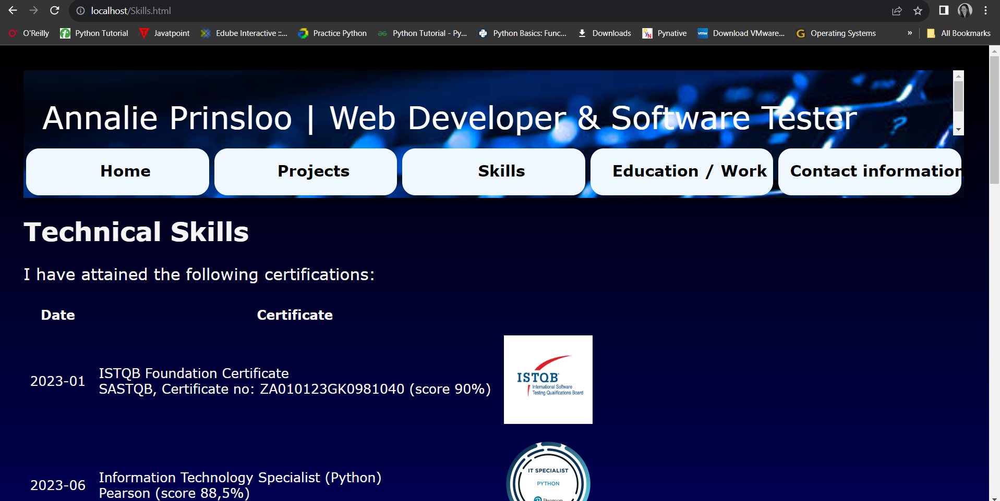 localhost/Skills.html
O'Reilly
Python Tutorial
Javatpoint
Edube Interactive ::...
Practice Python
Python Tutorial - Py...
Python Basics: Func...
Downloads
Pynative
vmw
Download VMware...
Operating Systems
»
All Bookmarks
Annalie Prinsloo | Web Developer & Software Tester
Home
Projects
Skills
Education / Work
Contact information
Technical Skills
I have attained the following certifications:
Date
Certificate
2023-01
ISTQB Foundation Certificate
SASTQB, Certificate no: ZA010123GK0981040 (score 90%)
ISTQB®
International Software
Testing Qualifications Board
2023-06
Information Technology Specialist (Python)
Pearson (score 88,5%)
IT SPECIALIST
PYTHON
Pearson